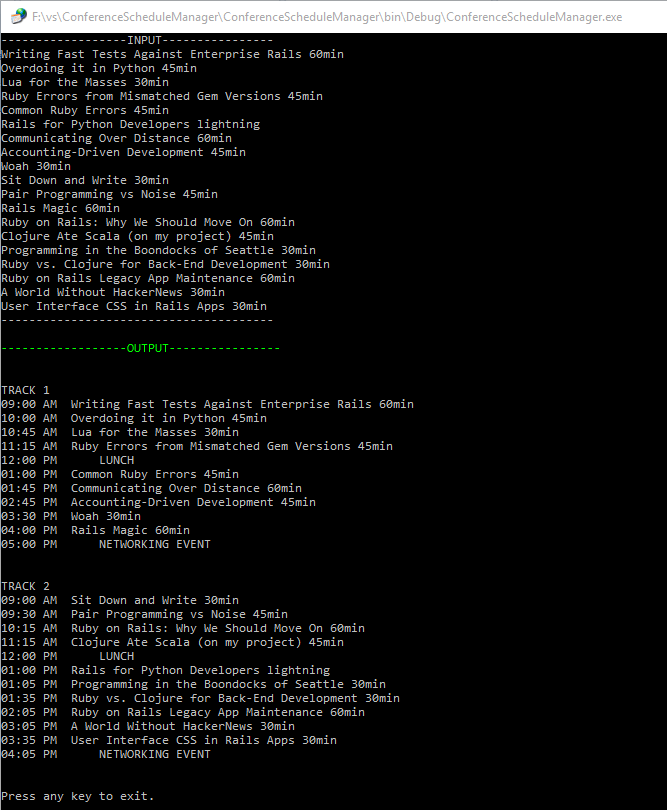 F:\vs\ConferenceScheduleManager\ConferenceScheduleManager\bin\Debug\ConferenceScheduleManager.exe
------------------INPUT----------------
Writing Fast Tests Against Enterprise Rails 60min
Overdoing it in Python 45min
Lua for the Masses 30min
Ruby Errors from Mismatched Gem Versions 45min
Common Ruby Errors 45min
Rails for Python Developers lightning
Communicating Over Distance 60min
Accounting-Driven Development 45min
Woah 30min
Sit Down and Write 30min
Pair Programming vs Noise 45min
Rails Magic 60min
Ruby on Rails: Why We Should Move On 60min
Clojure Ate Scala (on my project) 45min
Programming in the Boondocks of Seattle 30min
Ruby vs. Clojure for Back-End Development 30min
Ruby on Rails Legacy App Maintenance 60min
A World Without HackerNews 30min
User Interface CSS in Rails Apps 30min
---------------------------------------
------------------OUTPUT----------------
TRACK 1
09:00 AM  Writing Fast Tests Against Enterprise Rails 60min
10:00 AM  Overdoing it in Python 45min
10:45 AM  Lua for the Masses 30min
11:15 AM  Ruby Errors from Mismatched Gem Versions 45min
12:00 PM      LUNCH
01:00 PM  Common Ruby Errors 45min
01:45 PM  Communicating Over Distance 60min
02:45 PM  Accounting-Driven Development 45min
03:30 PM  Woah 30min
04:00 PM  Rails Magic 60min
05:00 PM      NETWORKING EVENT
TRACK 2
09:00 AM  Sit Down and Write 30min
09:30 AM  Pair Programming vs Noise 45min
10:15 AM  Ruby on Rails: Why We Should Move On 60min
11:15 AM  Clojure Ate Scala (on my project) 45min
12:00 PM      LUNCH
01:00 PM  Rails for Python Developers lightning
01:05 PM  Programming in the Boondocks of Seattle 30min
01:35 PM  Ruby vs. Clojure for Back-End Development 30min
02:05 PM  Ruby on Rails Legacy App Maintenance 60min
03:05 PM  A World Without HackerNews 30min
03:35 PM  User Interface CSS in Rails Apps 30min
04:05 PM      NETWORKING EVENT
Press any key to exit.